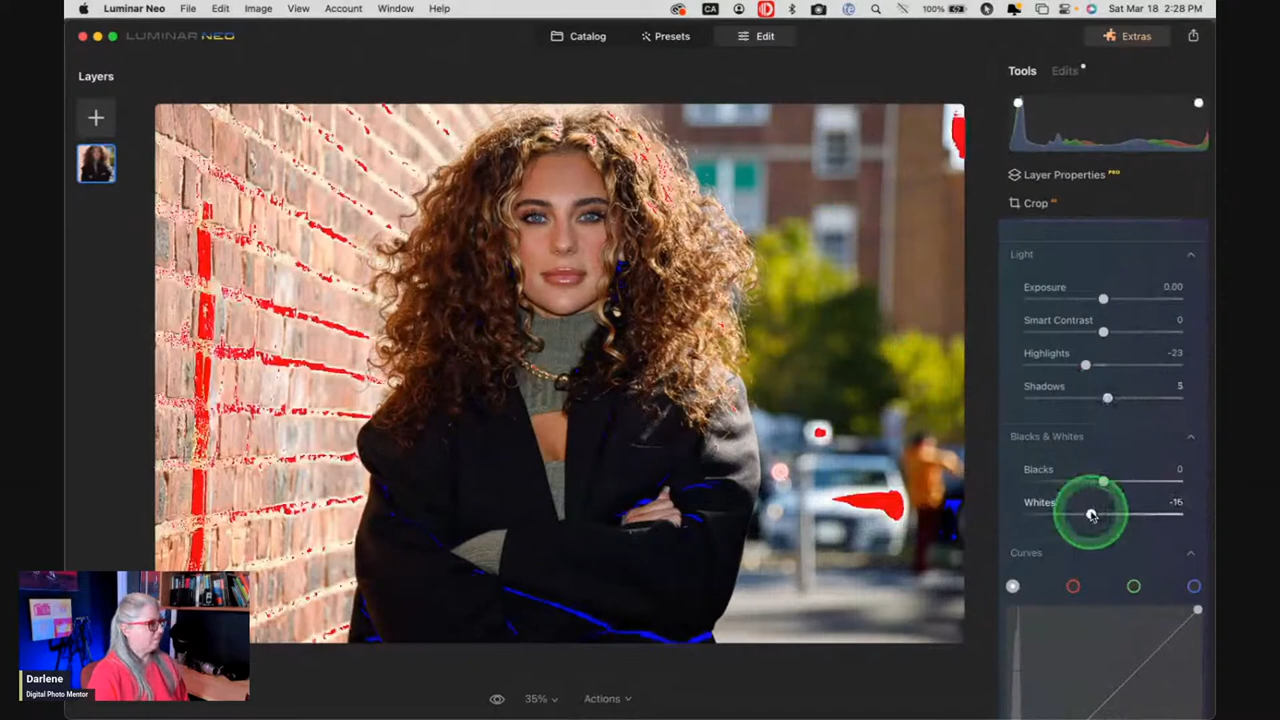 Luminar Neo File Edit Image View Account Window Help CA 100% Sat Mar 18 2:28 PM
LUMINAR NEO Catalog Presets Edit Extras
Layers
Tools Edits
Layer Properties PRO
Crop
Light
Exposure 0.00
Smart Contrast 0
Highlights -23
Shadows 5
Blacks & Whites
Blacks 0
Whites -16
Curves
35% Actions
Darlene
Digital Photo Mentor